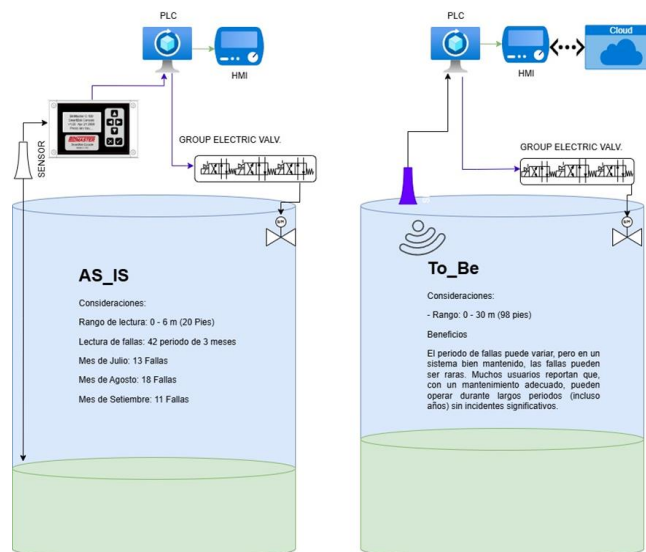 PLC
HMI
SENSOR
GROUP ELECTRIC VALV.
AS_IS
Consideraciones:
Rango de lectura: 0 - 6 m (20 Pies)
Lectura de fallas: 42 periodo de 3 meses
Mes de Julio: 13 Fallas
Mes de Agosto: 18 Fallas
Mes de Setiembre: 11 Fallas
PLC
HMI
Cloud
GROUP ELECTRIC VALV.
To_Be
Consideraciones:
- Rango: 0 - 30 m (98 pies)
Beneficios
El periodo de fallas puede variar, pero en un
sistema bien mantenido, las fallas pueden
ser raras. Muchos usuarios reportan que,
con un mantenimiento adecuado, pueden
operar durante largos periodos (incluso
años) sin incidentes significativos.